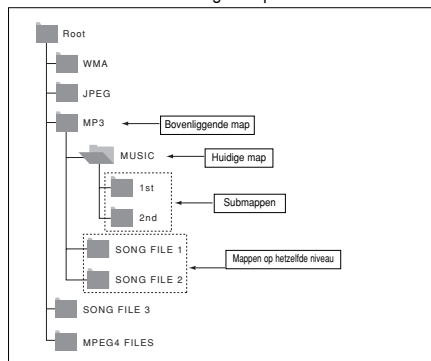 Root
WMA
JPEG
MP3
Bovenliggende map
MUSIC
Huidige map
1st
Submappen
2nd
SONG FILE 1
Mappen op hetzelfde niveau
SONG FILE 2
SONG FILE 3
MPEG4 FILES